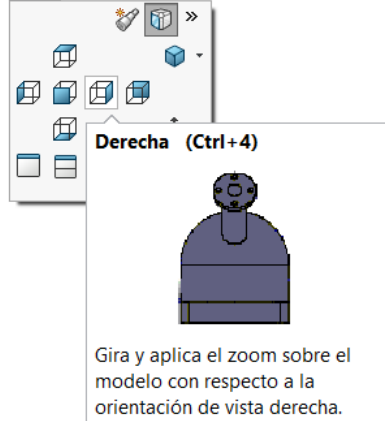 »
Derecha (Ctrl+4)
Gira y aplica el zoom sobre el
modelo con respecto a la
orientación de vista derecha.